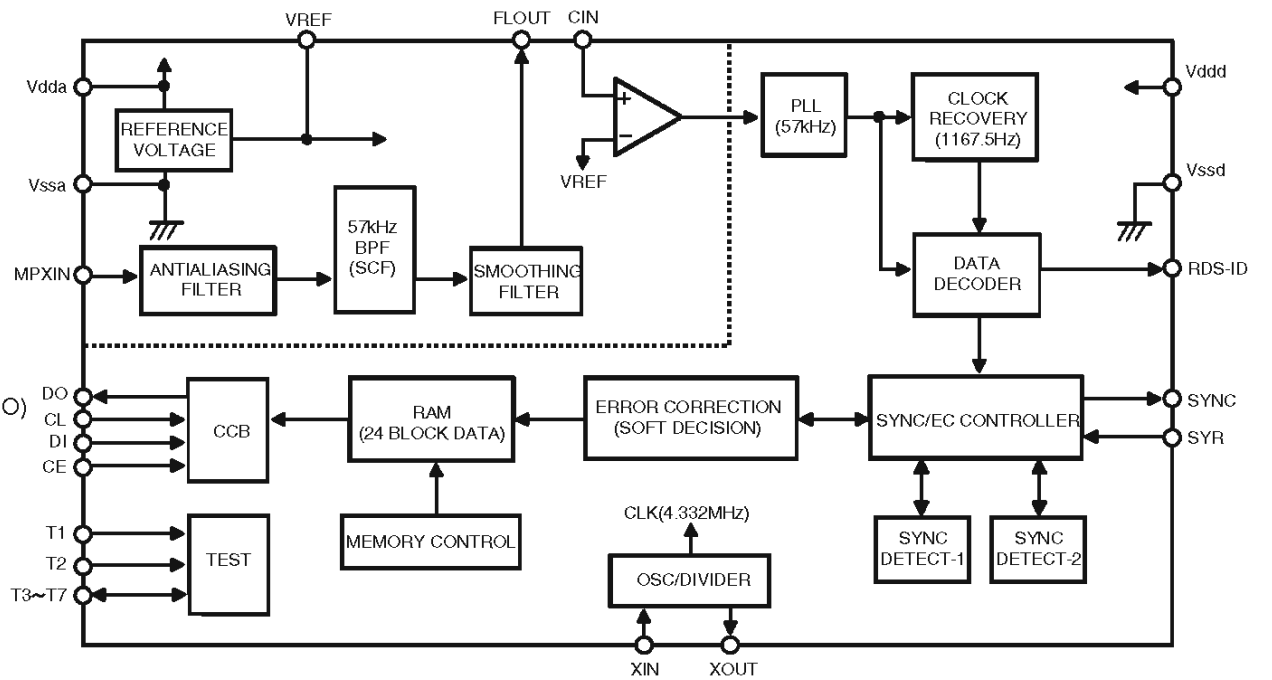 VREF
FLOUT
CIN
Vdda
REFERENCE
VOLTAGE
+
−
VREF
PLL
(57kHz)
CLOCK
RECOVERY
(1167.5Hz)
Vddd
Vssa
Vssd
MPXIN
ANTIALIASING
FILTER
57kHz
BPF
(SCF)
SMOOTHING
FILTER
DATA
DECODER
RDS-ID
O)
DO
CL
DI
CE
CCB
RAM
(24 BLOCK DATA)
ERROR CORRECTION
(SOFT DECISION)
SYNC/EC CONTROLLER
SYNC
SYR
T1
T2
T3~T7
TEST
MEMORY CONTROL
CLK(4.332MHz)
OSC/DIVIDER
SYNC
DETECT-1
SYNC
DETECT-2
XIN
XOUT